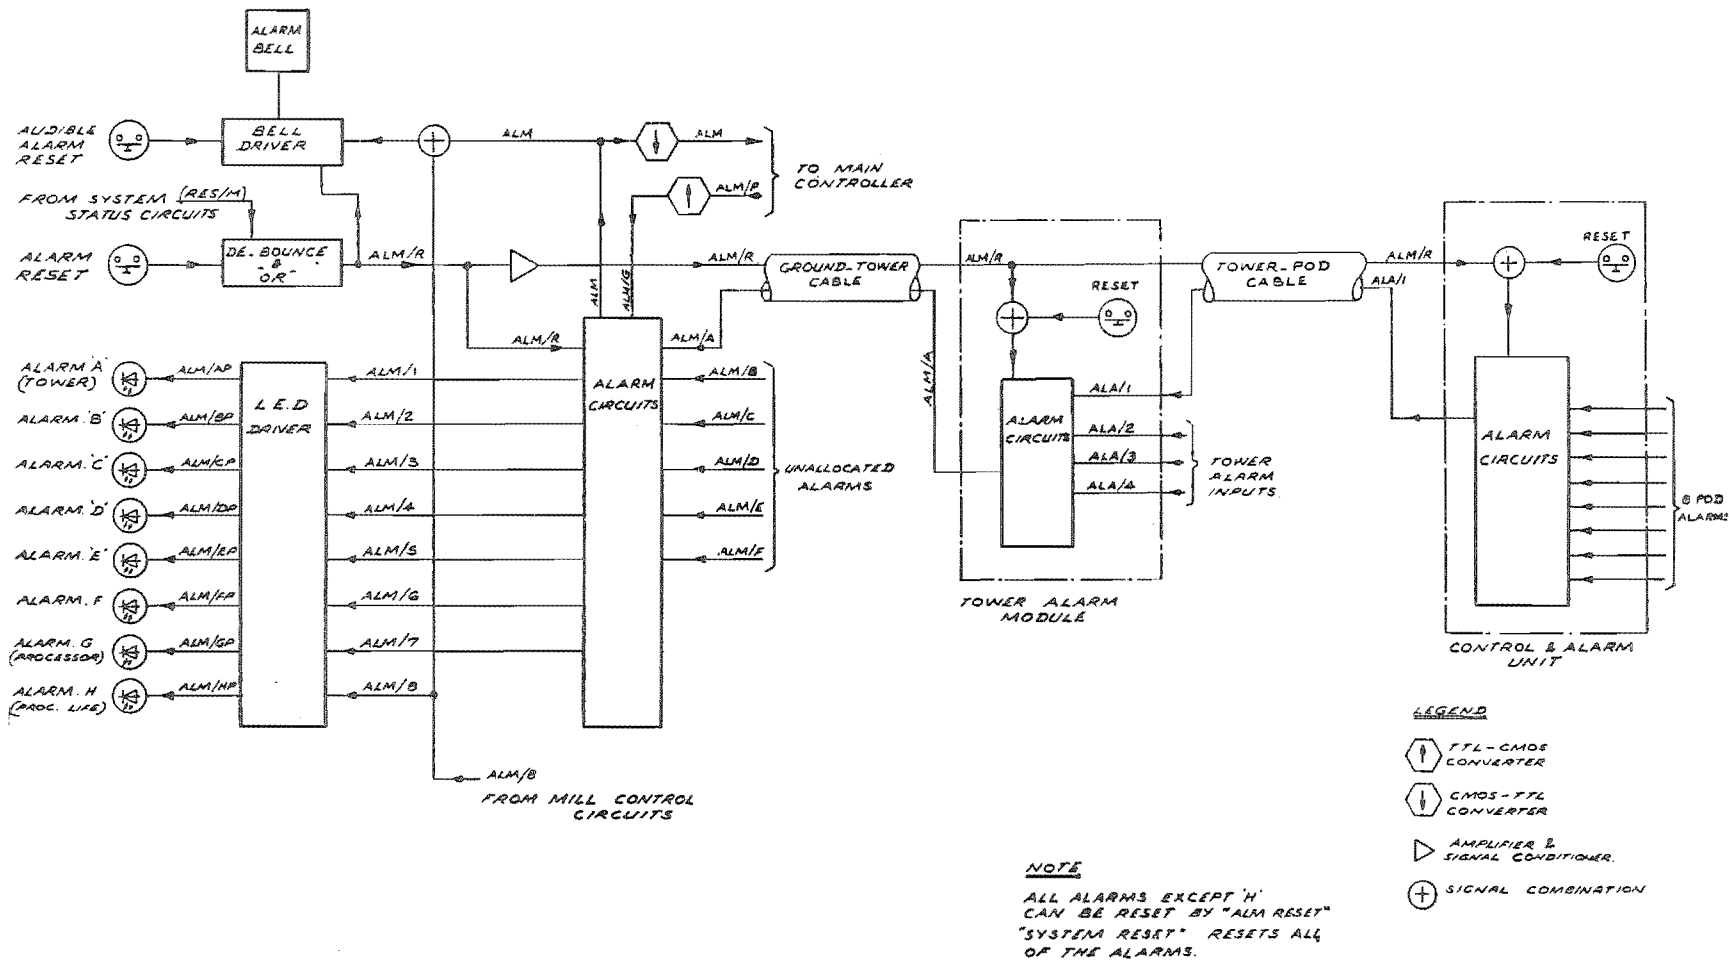 ALARM
BELL
AUDIBLE
ALARM
RESET
BELL
DRIVER
ALM
ALM
ALM/P
TO MAIN
CONTROLLER
FROM SYSTEM (RES/M)
STATUS CIRCUITS
ALARM
RESET
DE-BOUNCE
&
"OR"
ALM/R
ALM
ALM/G
ALM/R
GROUND-TOWER
CABLE
ALM/R
RESET
TOWER-POD
CABLE
ALM/R
ALA/1
RESET
ALM/R
ALM/A
ALM/A
ALARM 'A'
(TOWER)
ALARM 'B'
ALARM 'C'
ALARM 'D'
ALARM 'E'
ALARM. F
ALARM. G
(PROCESSOR)
ALARM. H
(PROC. LIFE)
ALM/AP
ALM/BP
ALM/CP
ALM/DP
ALM/EP
ALM/FP
ALM/GP
ALM/HP
L.E.D
DRIVER
ALM/1
ALM/2
ALM/3
ALM/4
ALM/5
ALM/6
ALM/7
ALM/8
ALARM
CIRCUITS
ALM/B
ALM/C
ALM/D
ALM/E
ALM/F
UNALLOCATED
ALARMS
ALARM
CIRCUITS
ALA/1
ALA/2
ALA/3
ALA/4
TOWER
ALARM
INPUTS.
TOWER ALARM
MODULE
ALARM
CIRCUITS
8 POD
ALARMS
CONTROL & ALARM
UNIT
ALM/8
FROM MILL CONTROL
CIRCUITS
LEGEND
TTL-CMOS
CONVERTER
CMOS-TTL
CONVERTER
AMPLIFIER &
SIGNAL CONDITIONER.
SIGNAL COMBINATION
NOTE
ALL ALARMS EXCEPT 'H'
CAN BE RESET BY "ALM RESET"
"SYSTEM RESET" RESETS ALL
OF THE ALARMS.